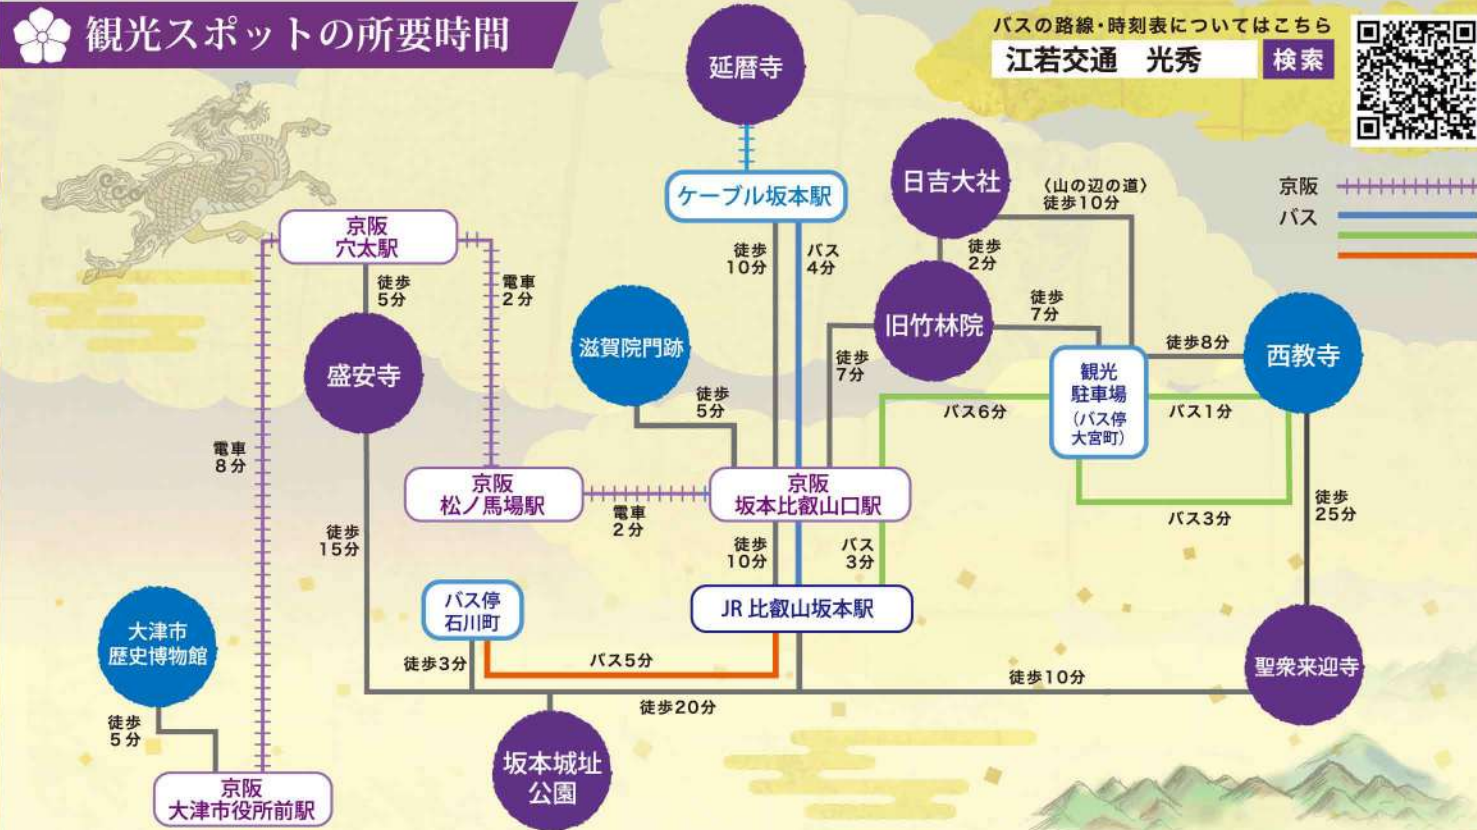 観光スポットの所要時間
バスの路線・時刻表についてはこちら
江若交通 光秀
検索
京阪
バス
延暦寺
ケーブル坂本駅
徒歩
10分
バス
4分
日吉大社
〈山の辺の道〉
徒歩10分
徒歩
2分
旧竹林院
徒歩
7分
徒歩
7分
京阪
穴太駅
徒歩
5分
電車
2分
盛安寺
滋賀院門跡
徒歩
5分
観光
駐車場
(バス停
大宮町)
徒歩8分
西教寺
バス6分
バス1分
バス3分
徒歩
25分
電車
8分
京阪
松ノ馬場駅
電車
2分
京阪
坂本比叡山口駅
徒歩
15分
徒歩
10分
バス
3分
JR 比叡山坂本駅
バス停
石川町
徒歩3分
バス5分
大津市
歴史博物館
徒歩
5分
京阪
大津市役所前駅
徒歩20分
徒歩10分
聖衆来迎寺
坂本城址
公園